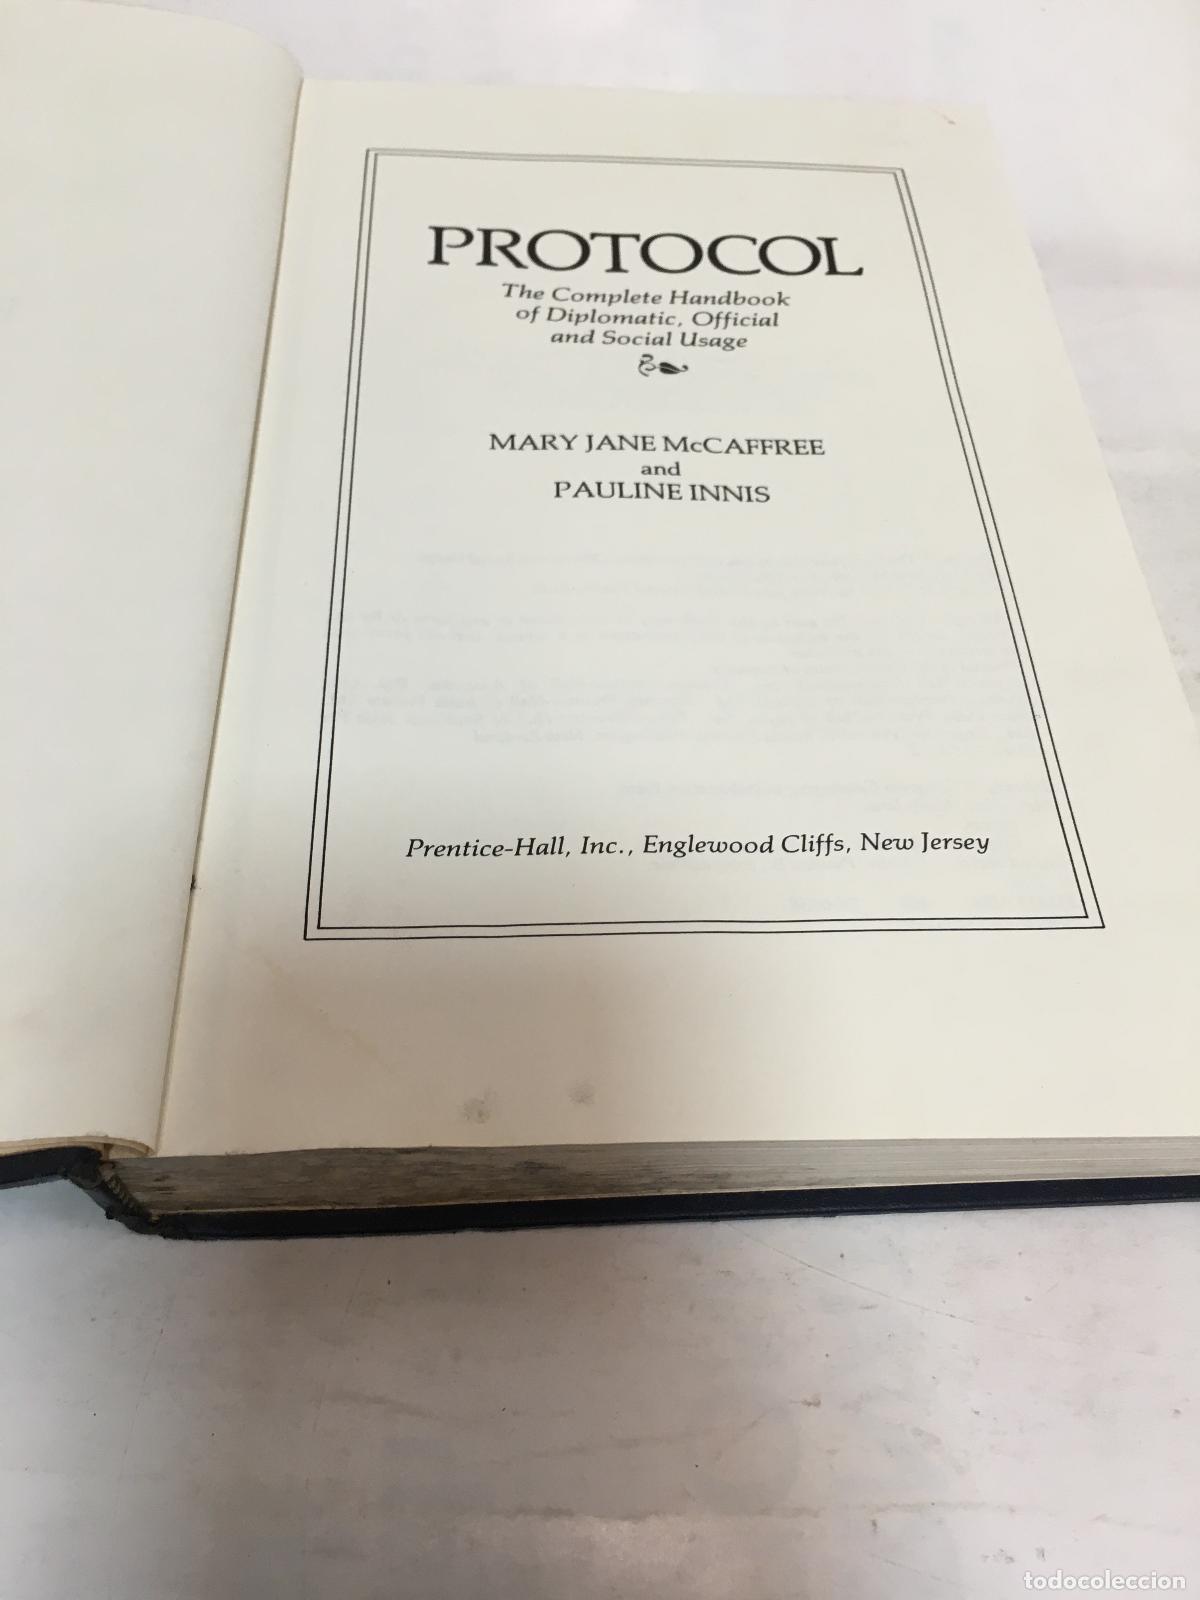 PROTOCOL
The Complete Handbook
of Diplomatic, Official
and Social Usage
MARY JANE McCAFFREE
and
PAULINE INNIS
Prentice-Hall, Inc., Englewood Cliffs, New Jersey
todocoleccion